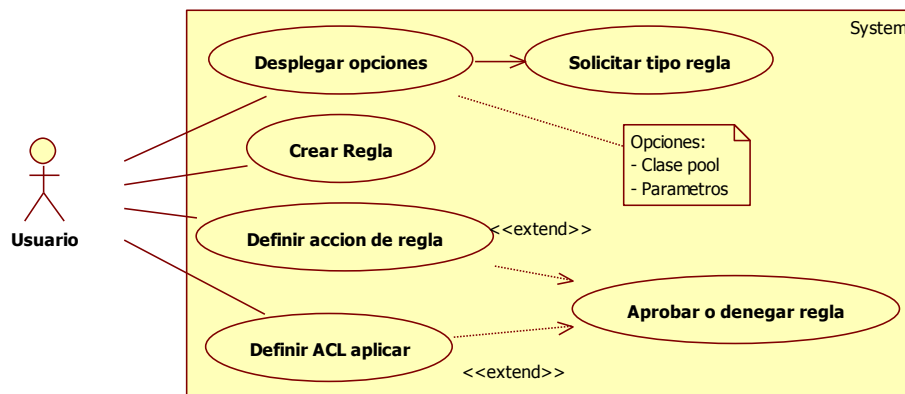 System
Desplegar opciones
Solicitar tipo regla
Opciones:
- Clase pool
- Parametros
Crear Regla
Usuario
Definir accion de regla
<<extend>>
Aprobar o denegar regla
Definir ACL aplicar
<<extend>>